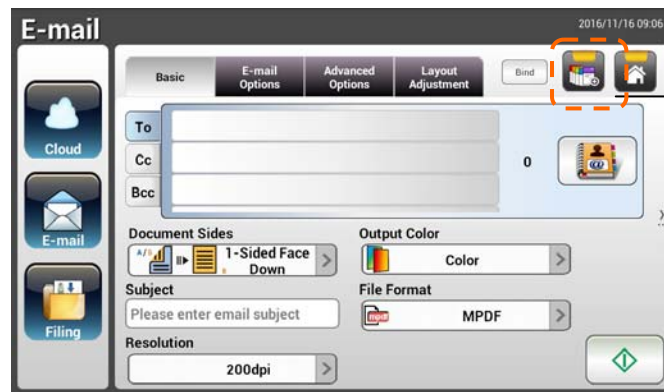 E-mail
2016/11/16 09:06
Basic
E-mail
Options
Advanced
Options
Layout
Adjustment
Bind
Cloud
E-mail
Filing
To
Cc
Bcc
0
Document Sides
1-Sided Face
Down
Output Color
Color
Subject
Please enter email subject
File Format
MPDF
Resolution
200dpi